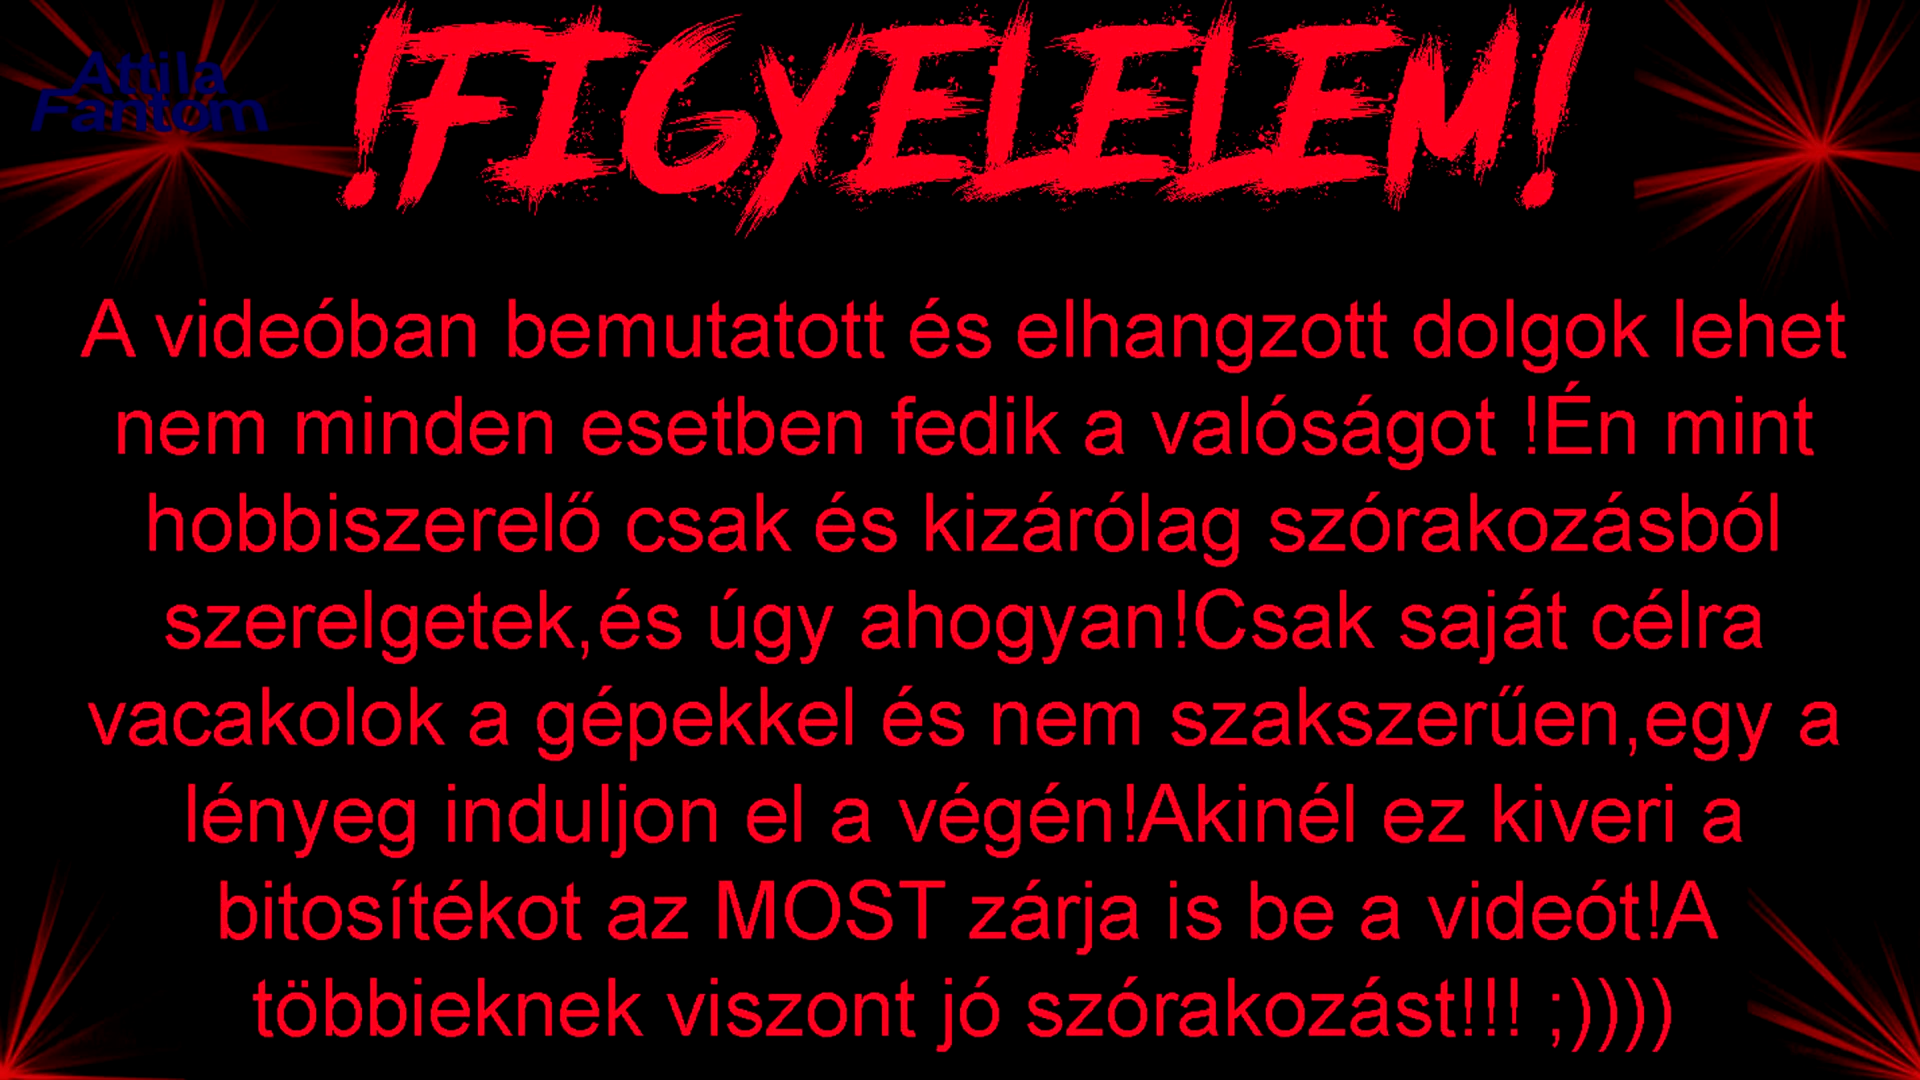 !FIGYELELEM!
Attila
Fantom
A videóban bemutatott és elhangzott dolgok lehet
nem minden esetben fedik a valóságot !Én mint
hobbiszerelő csak és kizárólag szórakozásból
szerelgetek,és úgy ahogyan!Csak saját célra
vacakolok a gépekkel és nem szakszerűen,egy a
lényeg induljon el a végén!Akinél ez kiveri a
bitosítékot az MOST zárja is be a videót!A
többieknek viszont jó szórakozást!!! ;))))